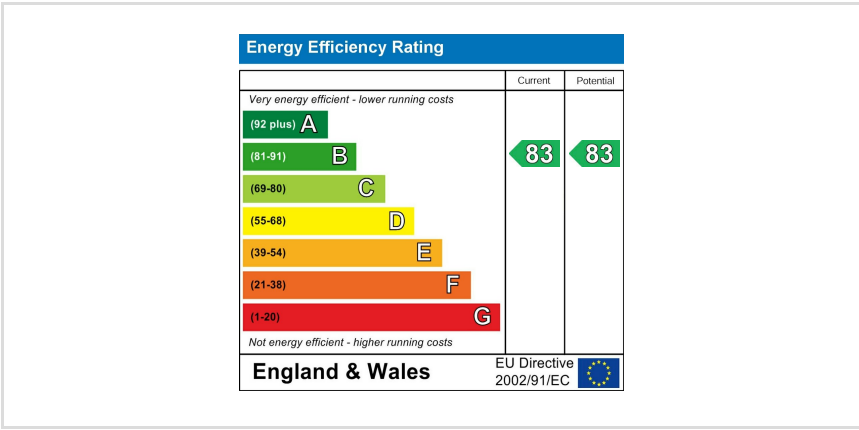 Energy Efficiency Rating
Current Potential
Very energy efficient - lower running costs
(92 plus) A
(81-91) B 83 83
(69-80) C
(55-68) D
(39-54) E
(21-38) F
(1-20) G
Not energy efficient - higher running costs
England & Wales
EU Directive
2002/91/EC